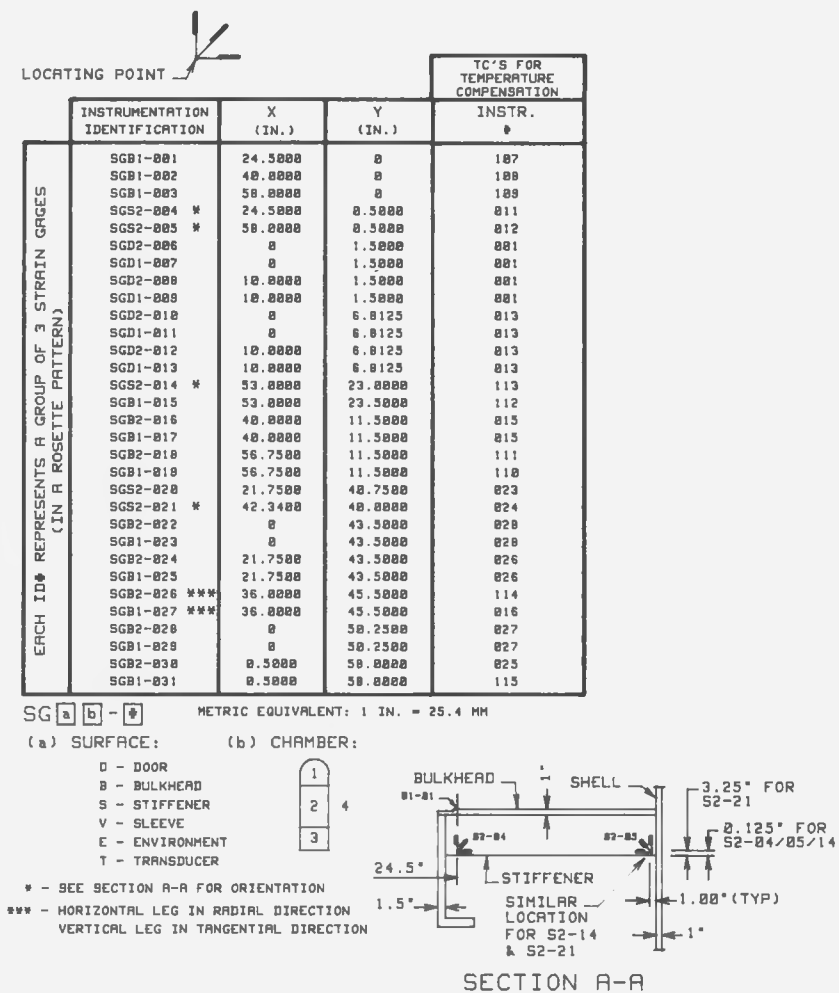 LOCATING POINT
TC'S FOR
TEMPERATURE
COMPENSATION
INSTRUMENTATION IDENTIFICATION X (IN.) Y (IN.) INSTR. #
EACH ID# REPRESENTS A GROUP OF 3 STRAIN GAGES
(IN A ROSETTE PATTERN)
SGB1-001 24.5000 0 107
SGB1-002 40.0000 0 108
SGB1-003 58.0000 0 109
SGS2-004 * 24.5000 0.5000 011
SGS2-005 * 58.0000 0.5000 012
SGD2-006 0 1.5000 001
SGD1-007 0 1.5000 001
SGD2-008 10.0000 1.5000 001
SGD1-009 10.0000 1.5000 001
SGD2-010 0 6.8125 013
SGD1-011 0 6.8125 013
SGD2-012 10.0000 6.8125 013
SGD1-013 10.0000 6.8125 013
SGS2-014 * 53.0000 23.0000 113
SGB1-015 53.0000 23.5000 112
SGB2-016 40.0000 11.5000 015
SGB1-017 40.0000 11.5000 015
SGB2-018 56.7500 11.5000 111
SGB1-019 56.7500 11.5000 110
SGS2-020 21.7500 40.7500 023
SGS2-021 * 42.3400 40.0000 024
SGB2-022 0 43.5000 028
SGB1-023 0 43.5000 028
SGB2-024 21.7500 43.5000 026
SGB1-025 21.7500 43.5000 026
SGB2-026 *** 36.0000 45.5000 114
SGB1-027 *** 36.0000 45.5000 016
SGB2-028 0 50.2500 027
SGB1-029 0 50.2500 027
SGB2-030 0.5000 58.0000 025
SGB1-031 0.5000 58.0000 115
SG a b - # METRIC EQUIVALENT: 1 IN. = 25.4 MM
(a) SURFACE: (b) CHAMBER:
D - DOOR
B - BULKHEAD
S - STIFFENER
V - SLEEVE
E - ENVIRONMENT
T - TRANSDUCER
1
2 4
3
* - SEE SECTION A-A FOR ORIENTATION
*** - HORIZONTAL LEG IN RADIAL DIRECTION
VERTICAL LEG IN TANGENTIAL DIRECTION
BULKHEAD 1" SHELL
B1-01
3.25" FOR
S2-21
S2-04 S2-05
0.125" FOR
S2-04/05/14
24.5"
STIFFENER
1.5"
SIMILAR
LOCATION
FOR S2-14
& S2-21
1.00" (TYP)
1"
SECTION A-A